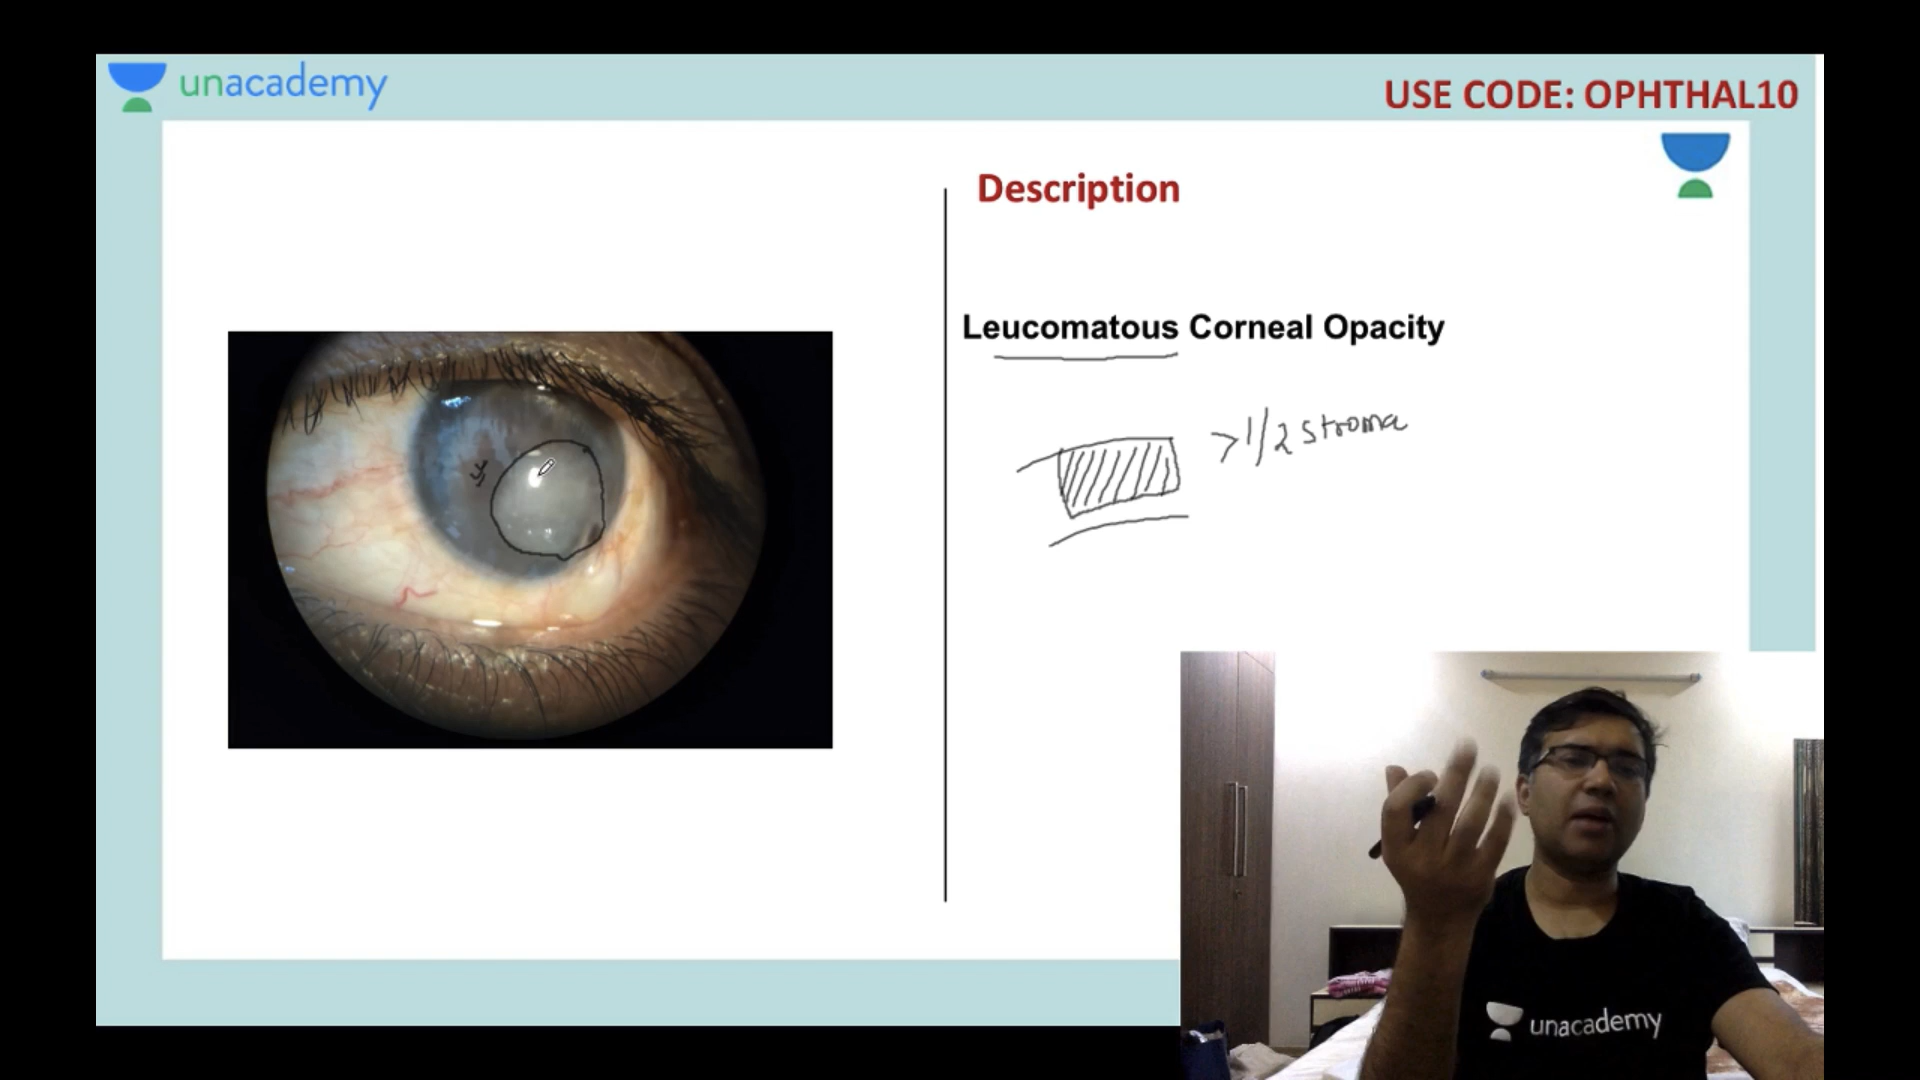 unacademy
USE CODE: OPHTHAL10
Description
Leucomatous Corneal Opacity
>1/2 stroma
unacademy